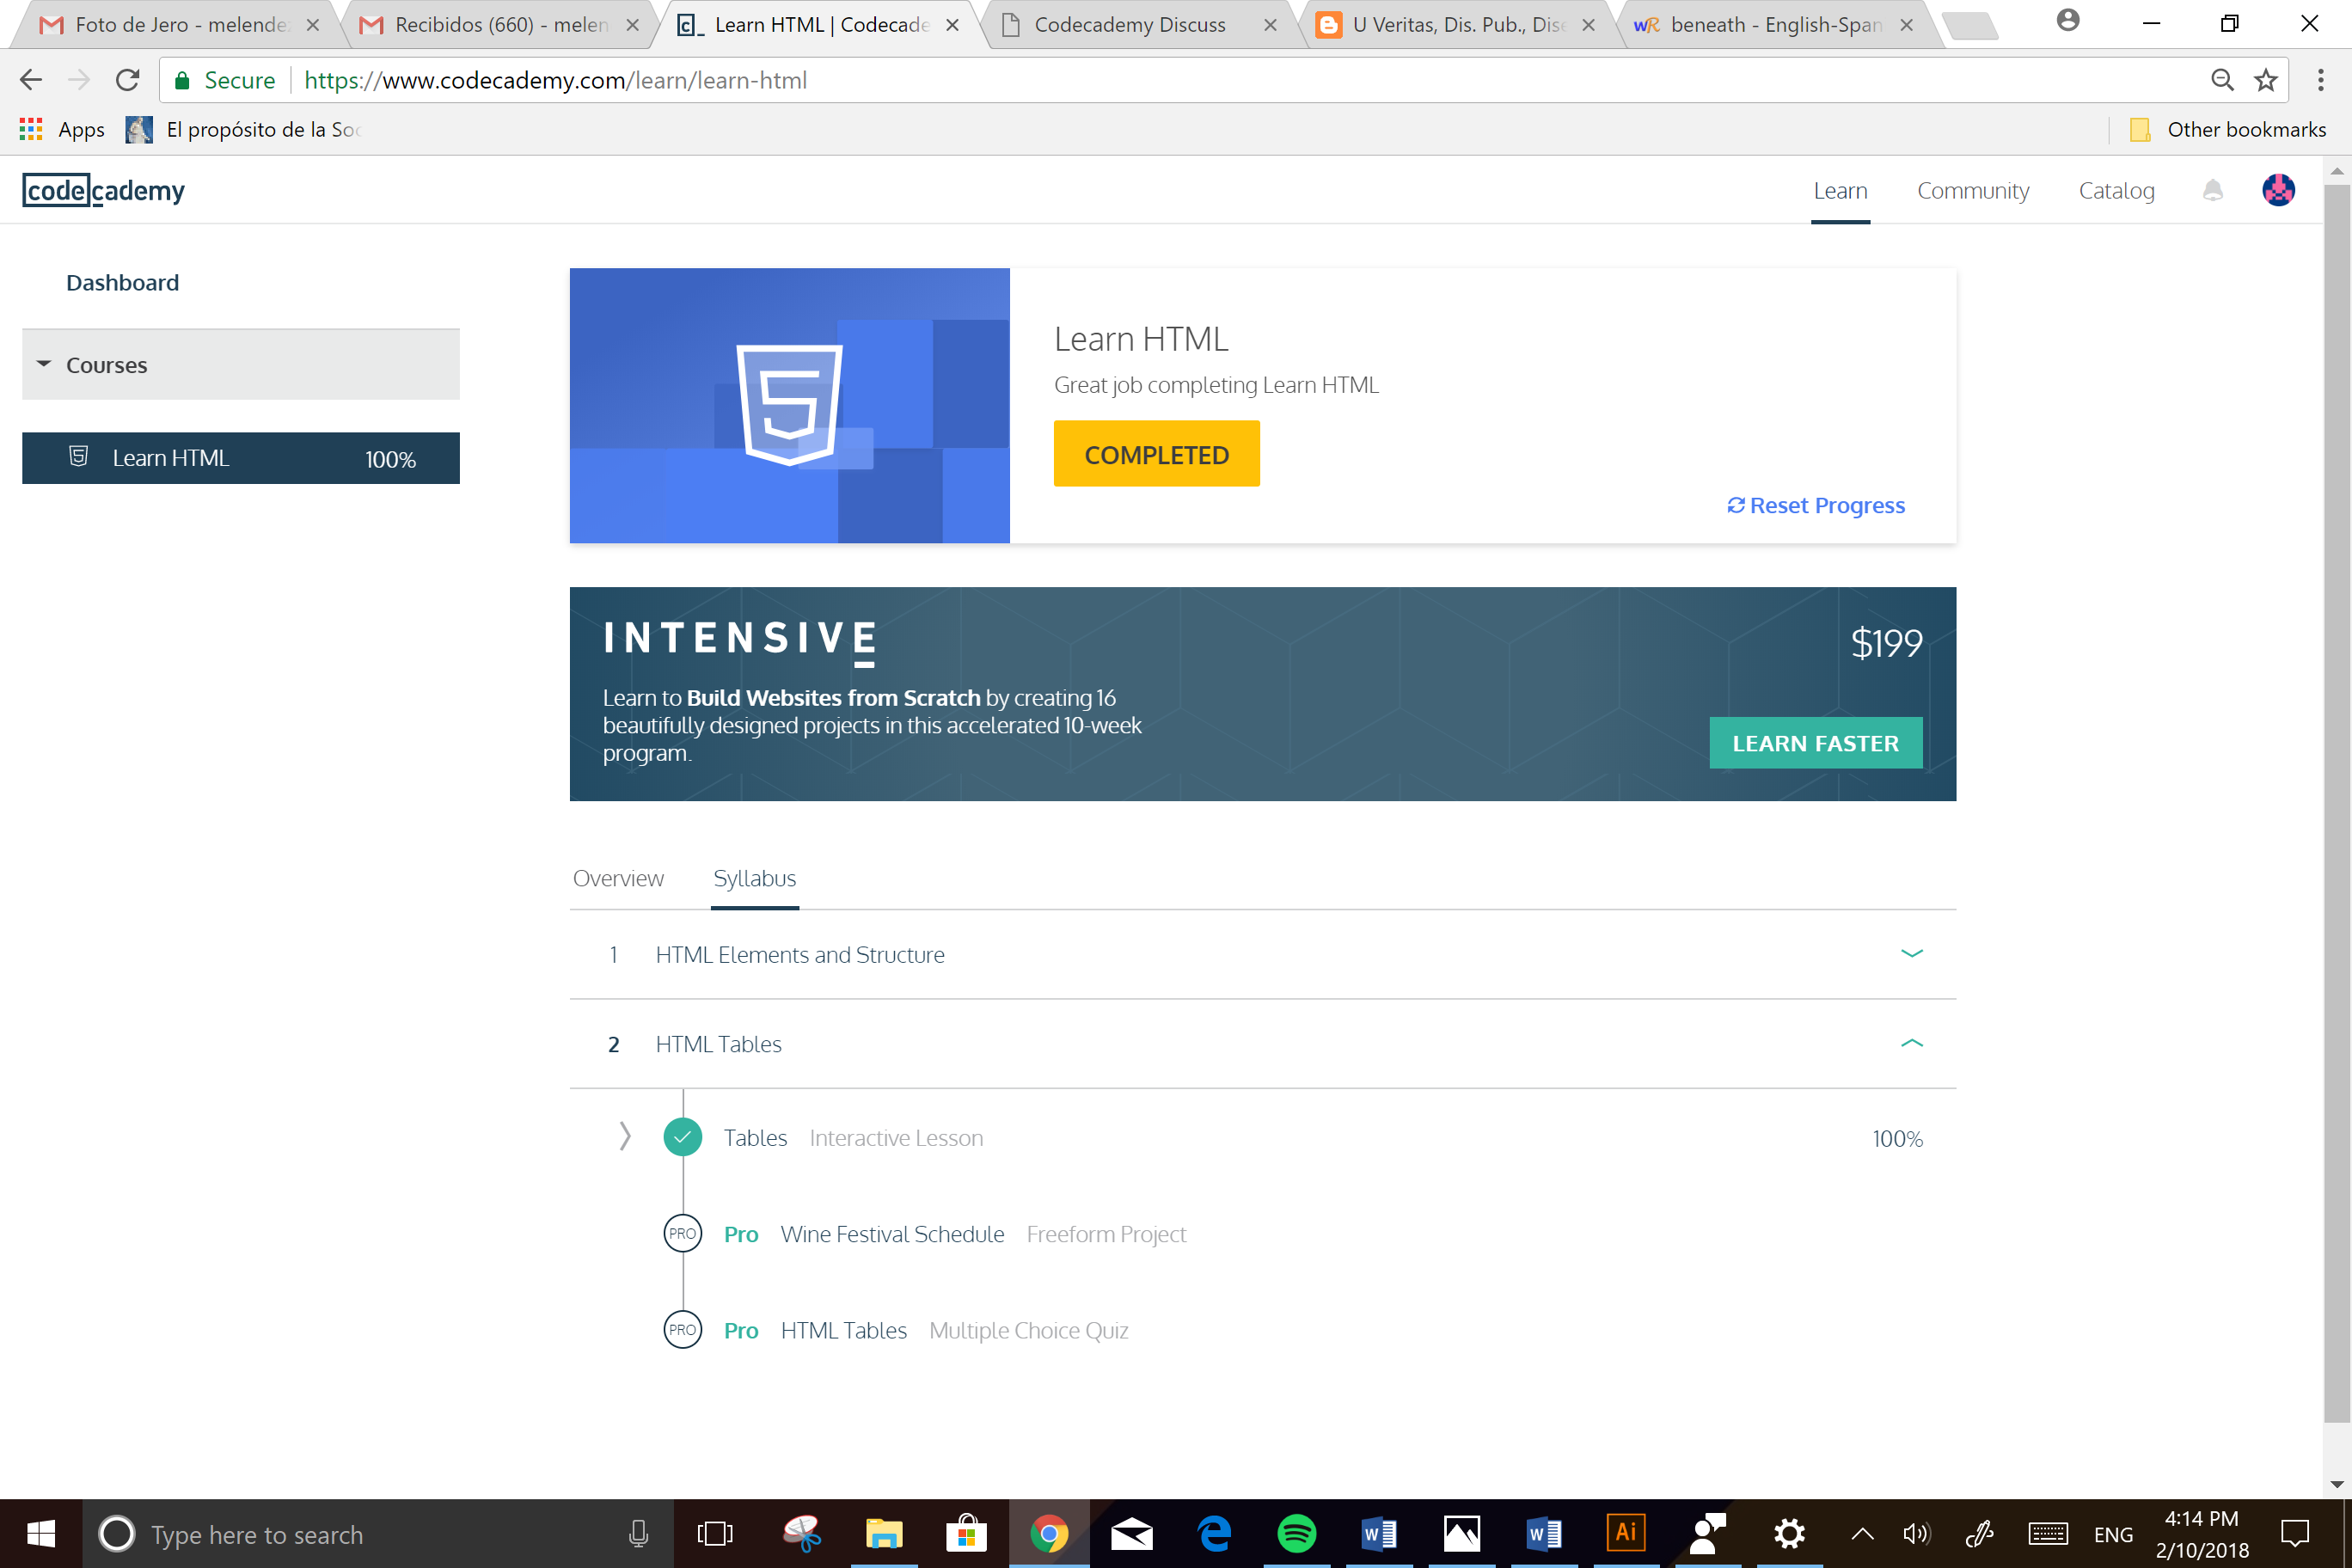 Foto de Jero - melende
Recibidos (660) - melen
Learn HTML | Codecade
Codecademy Discuss
U Veritas, Dis. Pub., Dise
beneath - English-Span
Secure https://www.codecademy.com/learn/learn-html
Apps El propósito de la Soc
Other bookmarks
codecademy
Learn Community Catalog
Dashboard
Courses
Learn HTML 100%
Learn HTML
Great job completing Learn HTML
COMPLETED
Reset Progress
INTENSIVE
$199
Learn to Build Websites from Scratch by creating 16
beautifully designed projects in this accelerated 10-week
program.
LEARN FASTER
Overview Syllabus
1 HTML Elements and Structure
2 HTML Tables
Tables Interactive Lesson 100%
PRO Pro Wine Festival Schedule Freeform Project
PRO Pro HTML Tables Multiple Choice Quiz
Type here to search
Ai
ENG
4:14 PM
2/10/2018